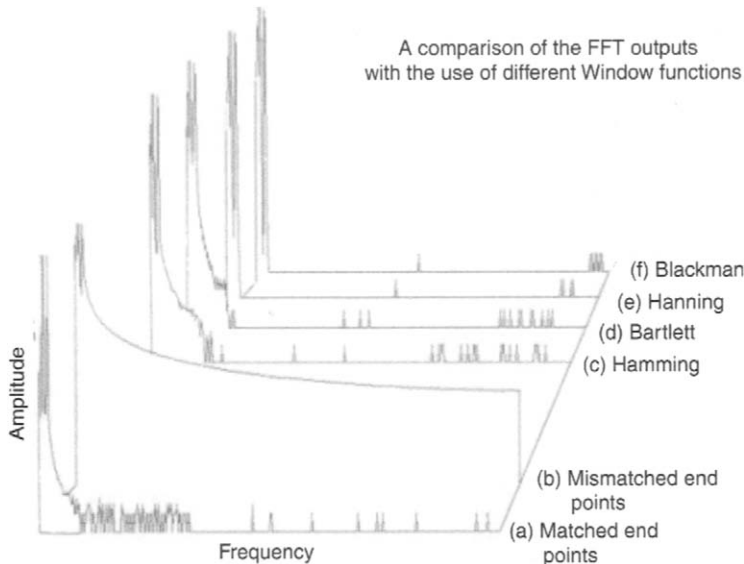 A comparison of the FFT outputs
with the use of different Window functions
(f) Blackman
(e) Hanning
(d) Bartlett
(c) Hamming
(b) Mismatched end
points
(a) Matched end
points
Amplitude
Frequency